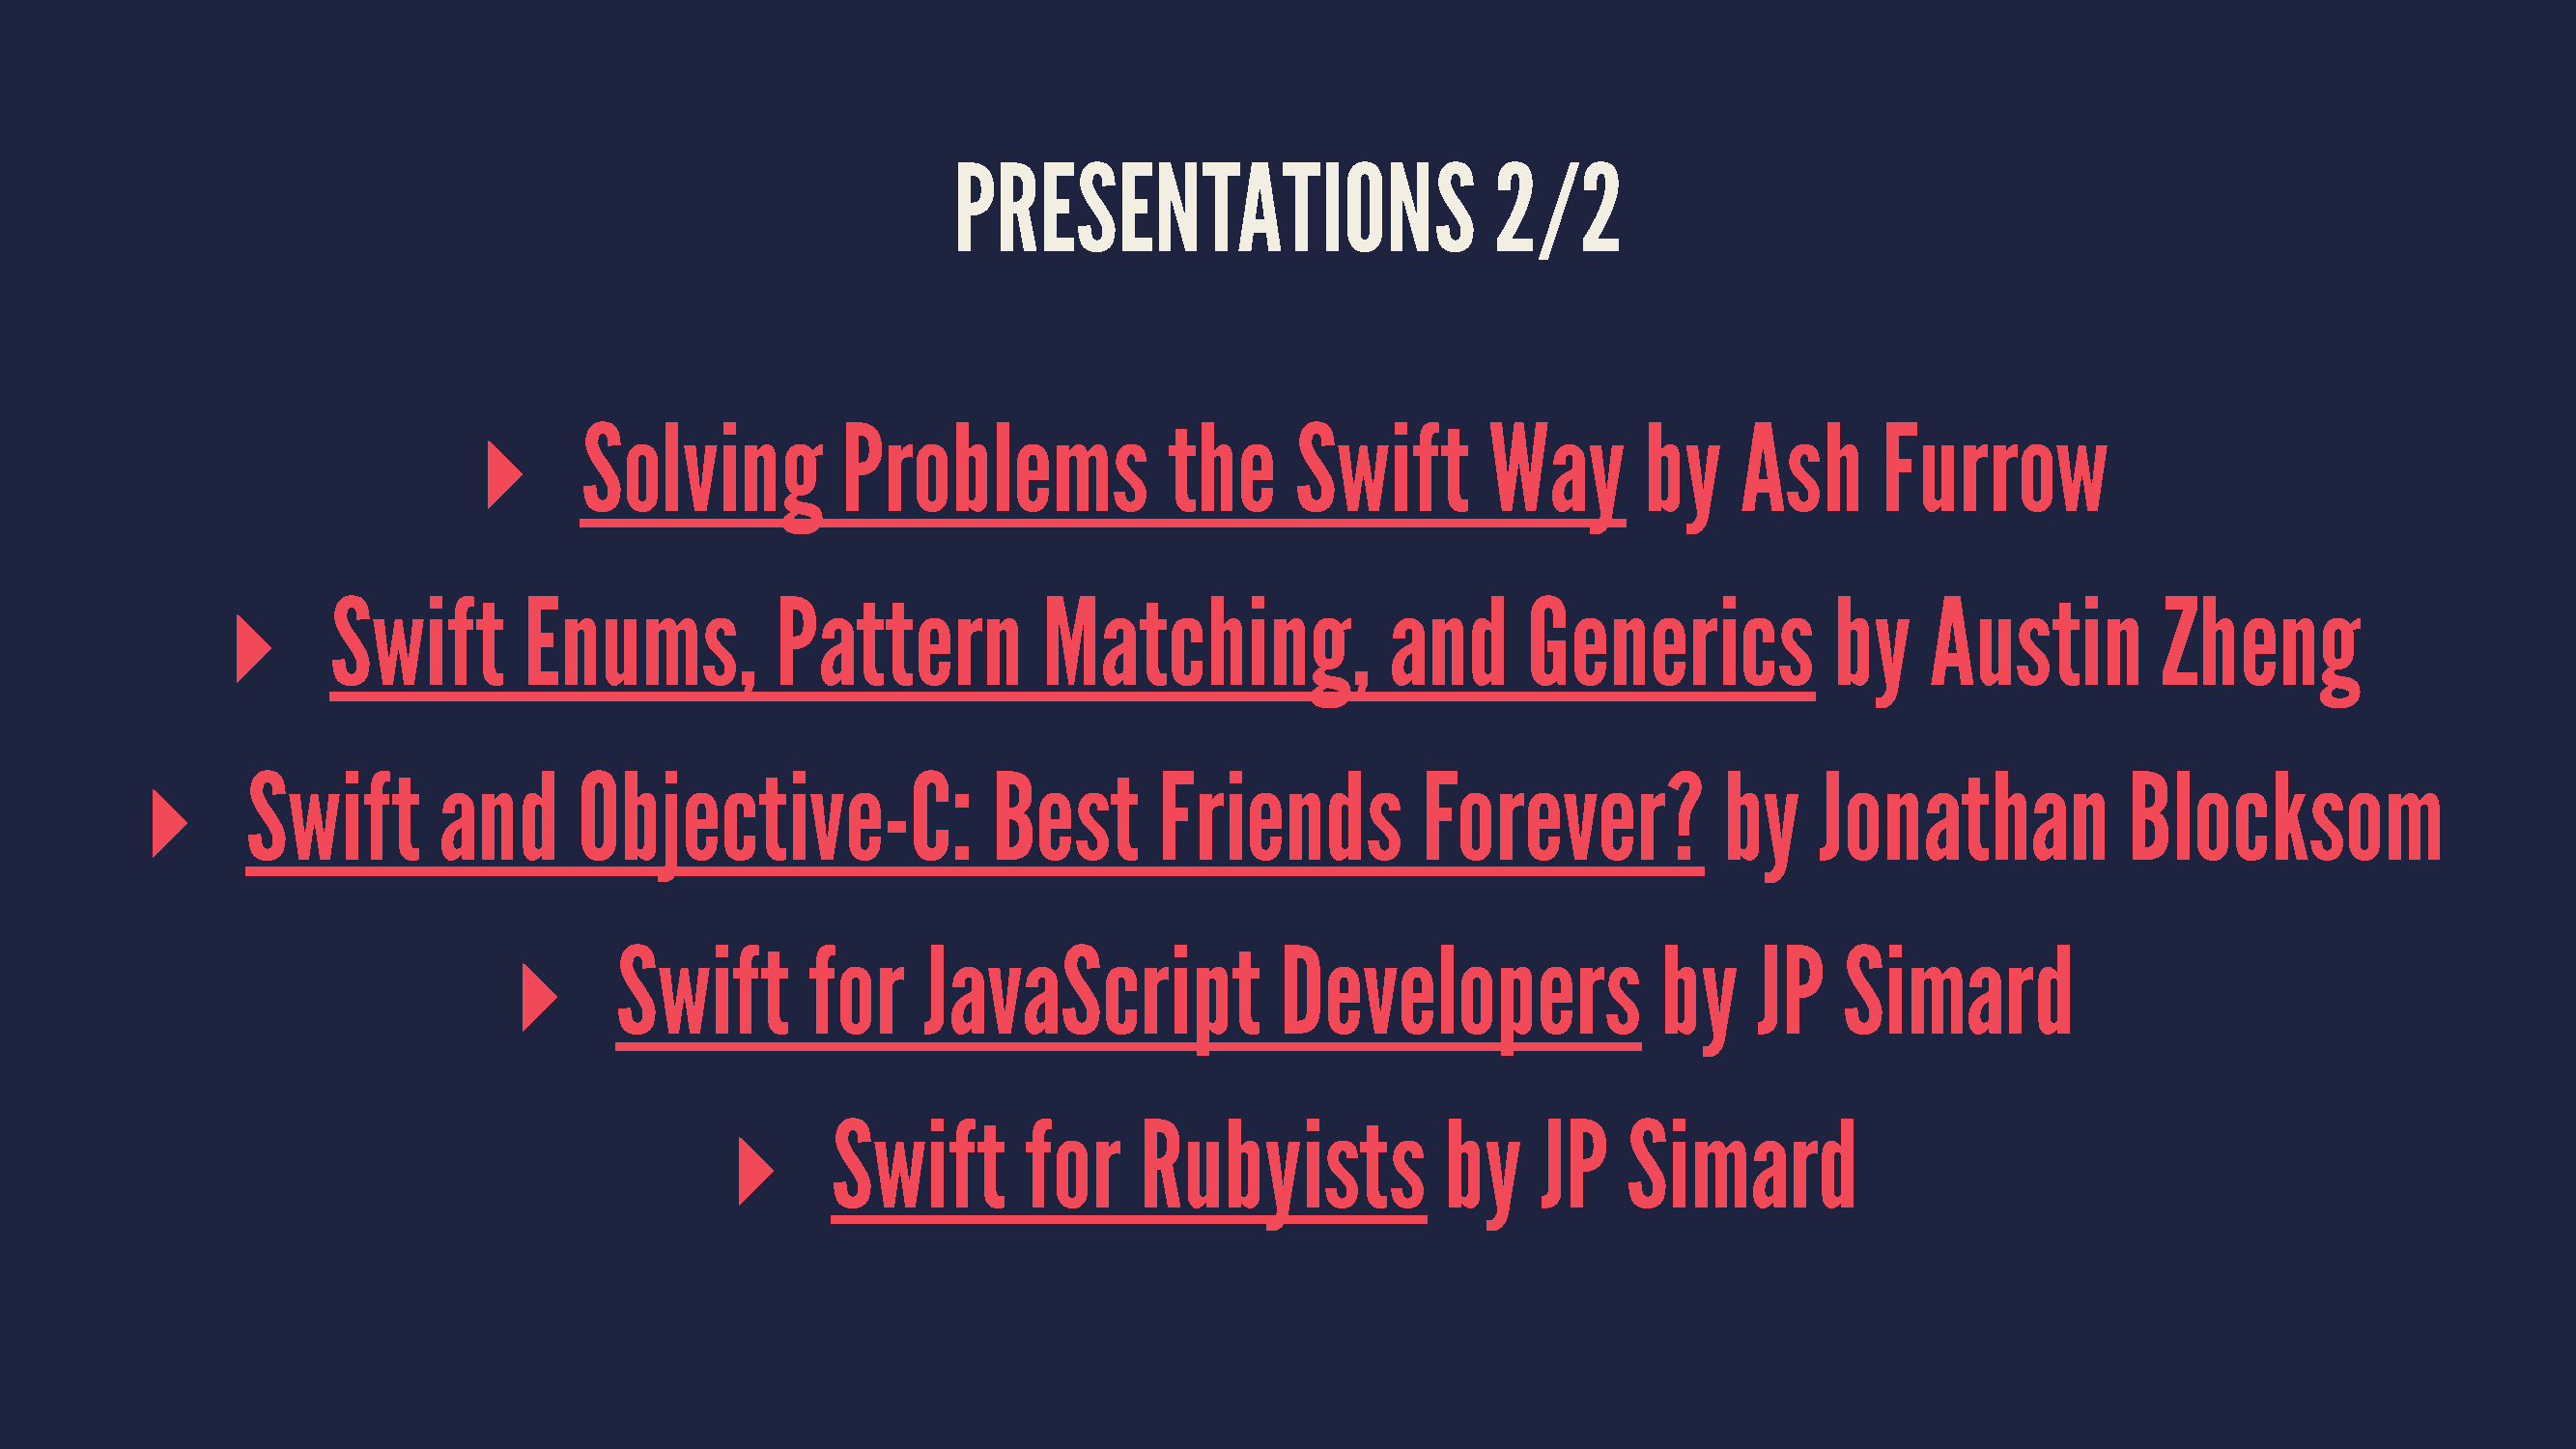 PRESENTATIONS 2/2
▸ Solving Problems the Swift Way by Ash Furrow
▸ Swift Enums, Pattern Matching, and Generics by Austin Zheng
▸ Swift and Objective-C: Best Friends Forever? by Jonathan Blocksom
▸ Swift for JavaScript Developers by JP Simard
▸ Swift for Rubyists by JP Simard